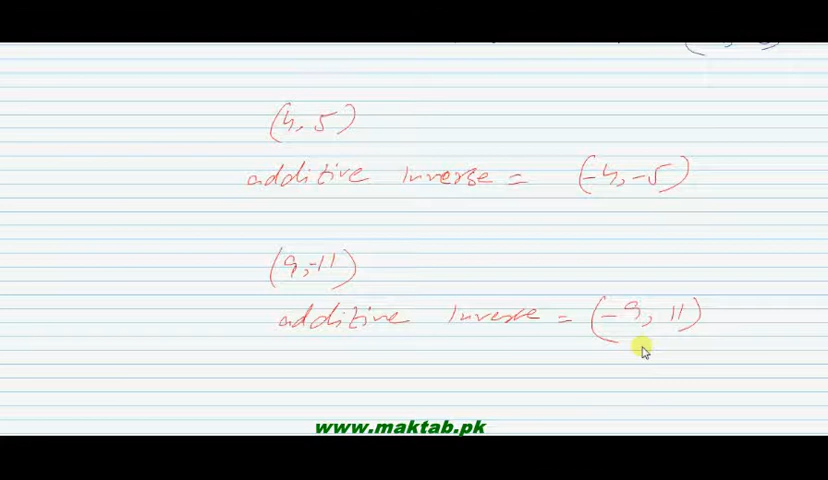 (4, 5)
additive inverse = (-4, -5)
(9, -11)
additive inverse = (-9, 11)
www.maktab.pk